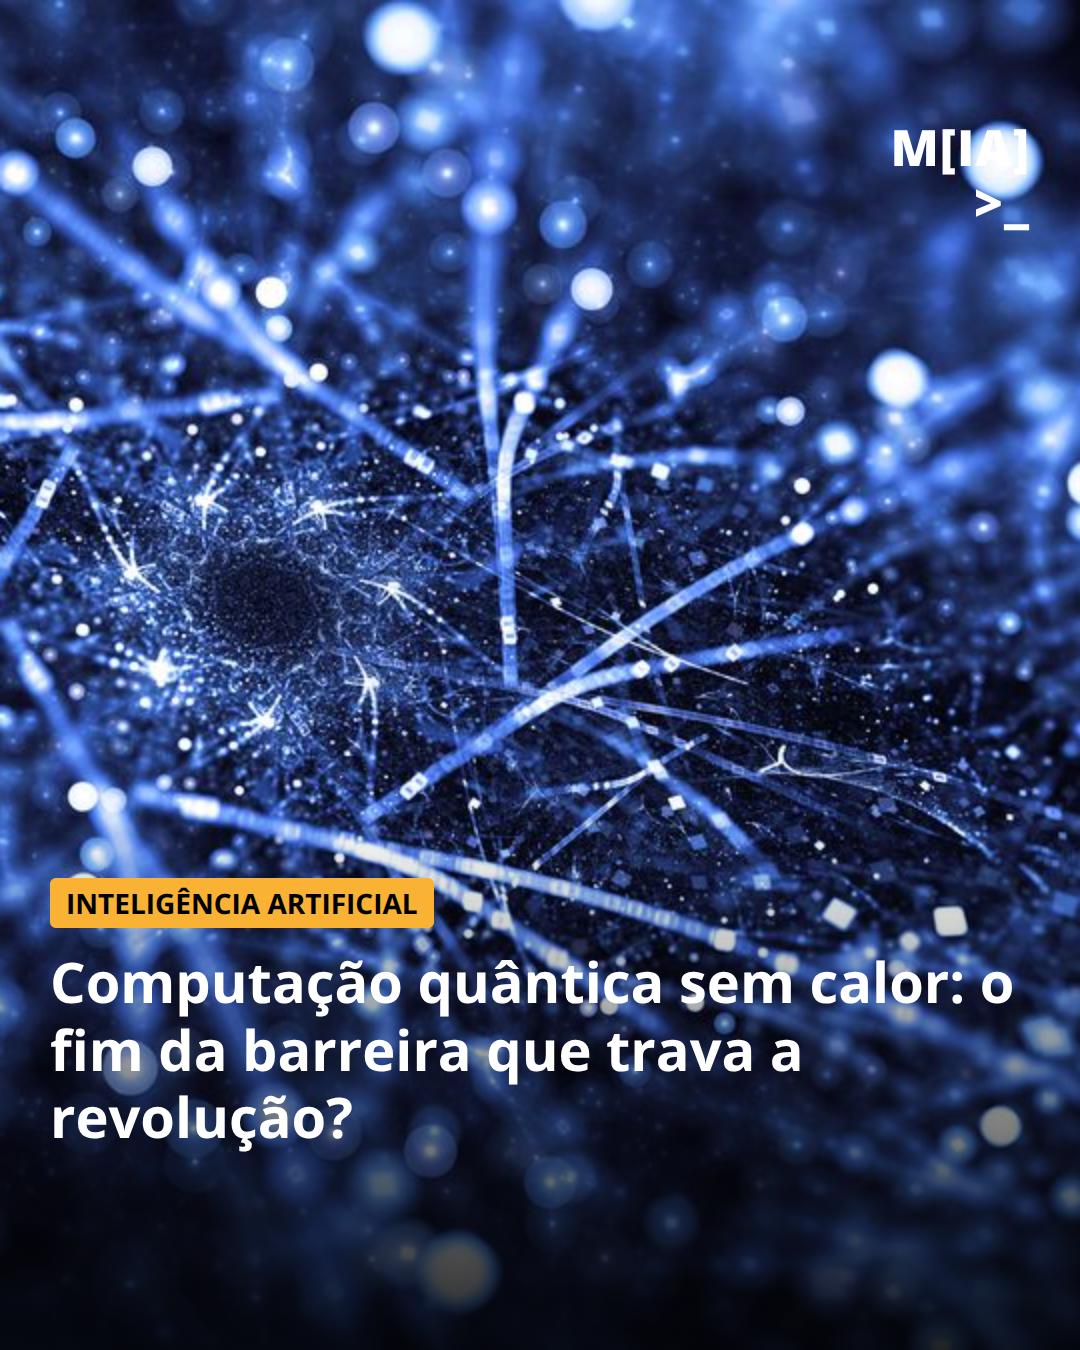 M[IA]
>_
INTELIGÊNCIA ARTIFICIAL
Computação quântica sem calor: o
fim da barreira que trava a
revolução?